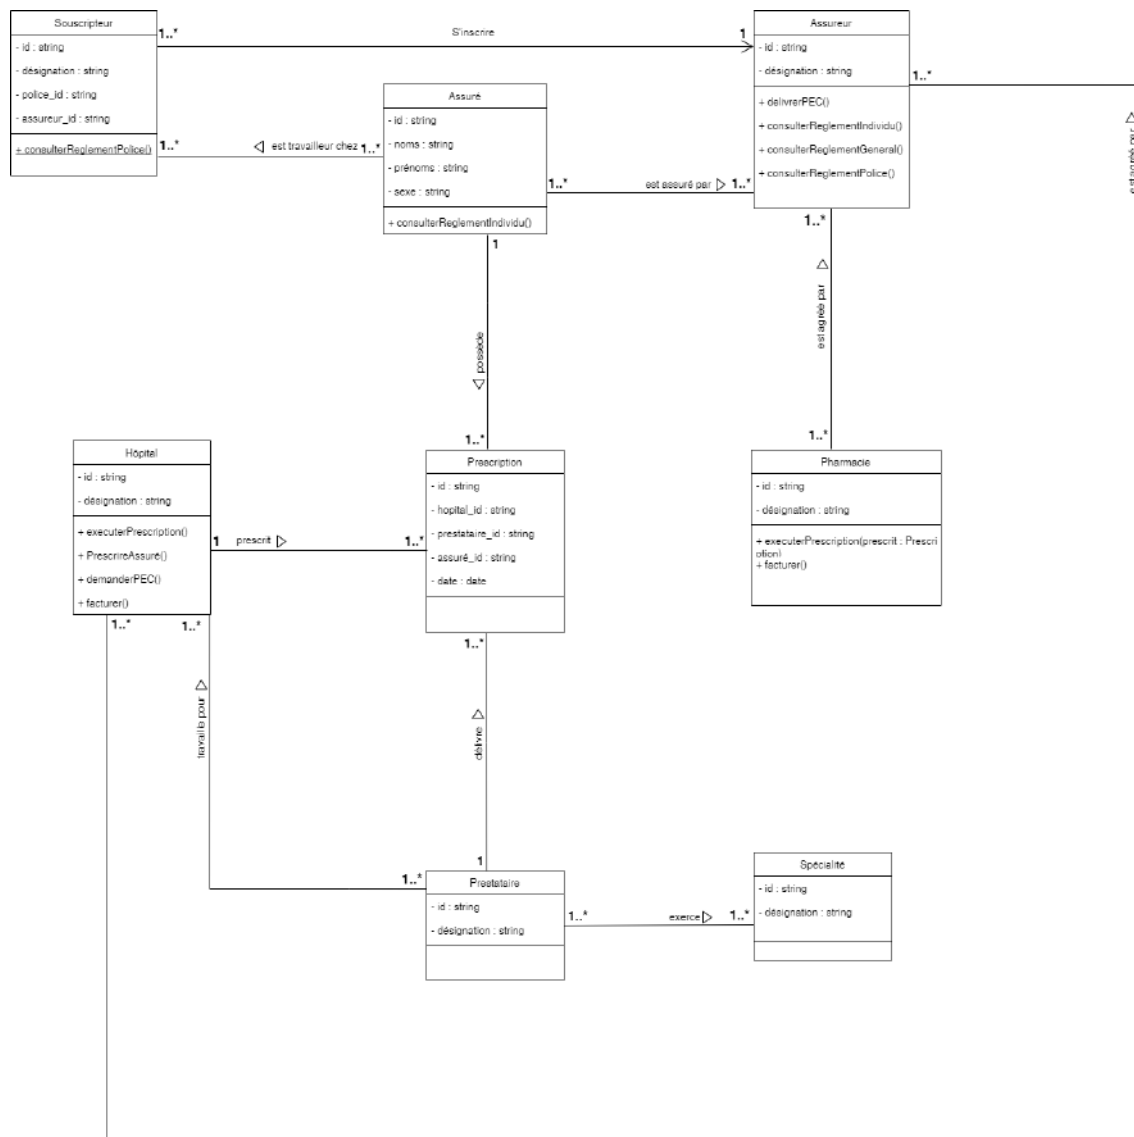 Souscripteur
- id : string
- désignation : string
- police_id : string
- assureur_id : string
+ consulterReglementPolice()
1..*
S'inscrire
1
Assureur
- id : string
- désignation : string
+ delivrerPEC()
+ consulterReglementIndividu()
+ consulterReglementGeneral()
+ consulterReglementPolice()
1..*
est agréé par
Assuré
- id : string
- noms : string
- prénoms : string
- sexe : string
+ consulterReglementIndividu()
1..*
est travailleur chez
1..*
1..*
est assuré par
1..*
1
possède
1..*
1..*
est agréé par
1..*
Hôpital
- id : string
- désignation : string
+ executerPrescription()
+ PrescrireAssuré()
+ demanderPEC()
+ facturer()
1
prescrit
1..*
Prescription
- id : string
- hopital_id : string
- prestataire_id : string
- assuré_id : string
- date : date
Pharmacie
- id : string
- désignation : string
+ executerPrescription(prescrit : Prescri
ption)
+ facturer()
1..*
1..*
travaille pour
1..*
1..*
délivre
1
Prestataire
- id : string
- désignation : string
1..*
exerce
1..*
Spécialité
- id : string
- désignation : string